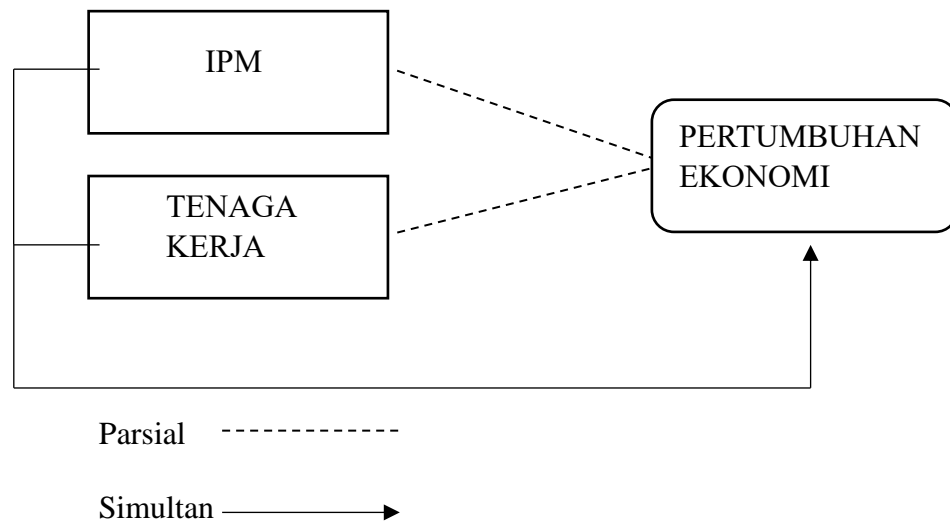 IPM
TENAGA
KERJA
PERTUMBUHAN
EKONOMI
Parsial
Simultan